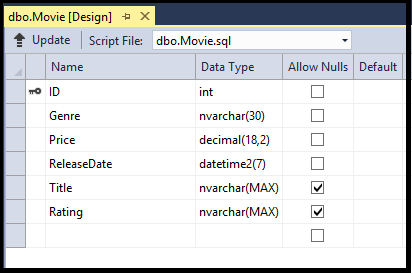 dbo.Movie [Design]
Update Script File: dbo.Movie.sql
Name Data Type Allow Nulls Default
ID int
Genre nvarchar(30)
Price decimal(18,2)
ReleaseDate datetime2(7)
Title nvarchar(MAX)
Rating nvarchar(MAX)